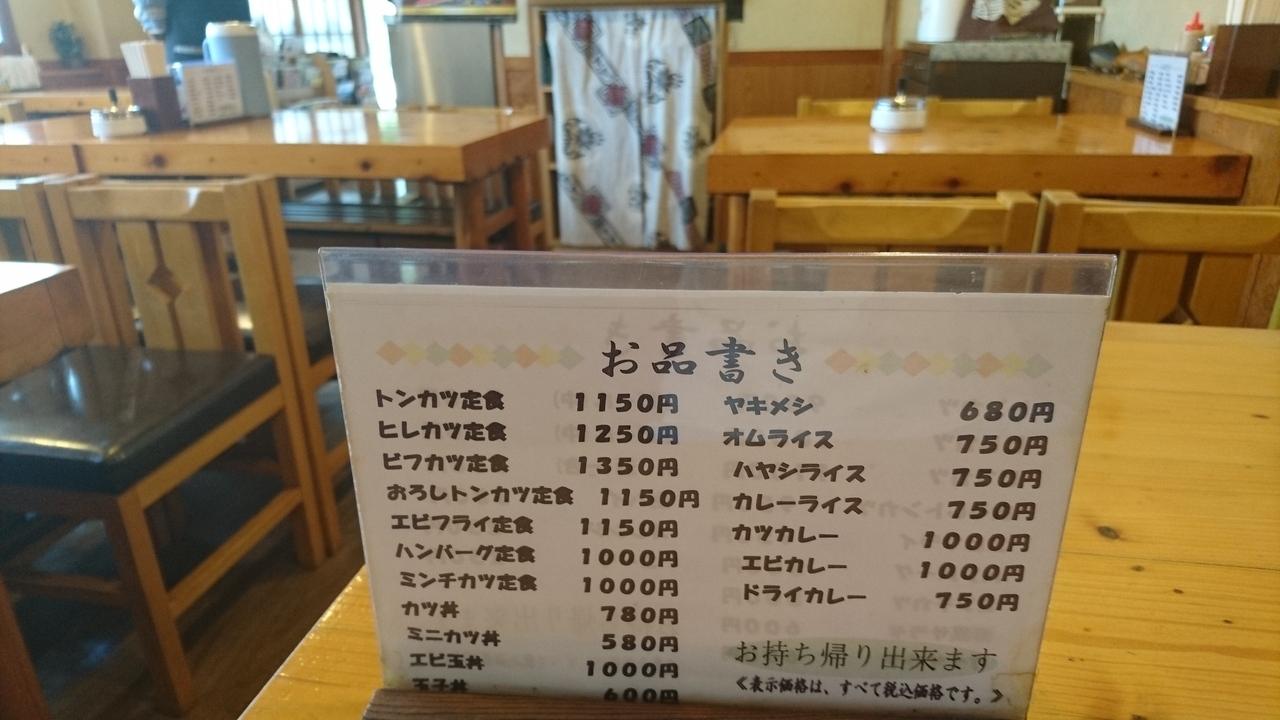 お品書き
トンカツ定食 1150円
ヒレカツ定食 1250円
ビフカツ定食 1350円
おろしトンカツ定食 1150円
エビフライ定食 1150円
ハンバーグ定食 1000円
ミンチカツ定食 1000円
カツ丼 780円
ミニカツ丼 580円
エビ玉丼 1000円
玉子丼 600円
ヤキメシ 680円
オムライス 750円
ハヤシライス 750円
カレーライス 750円
カツカレー 1000円
エビカレー 1000円
ドライカレー 750円
お持ち帰り出来ます
《表示価格は、すべて税込価格です。》